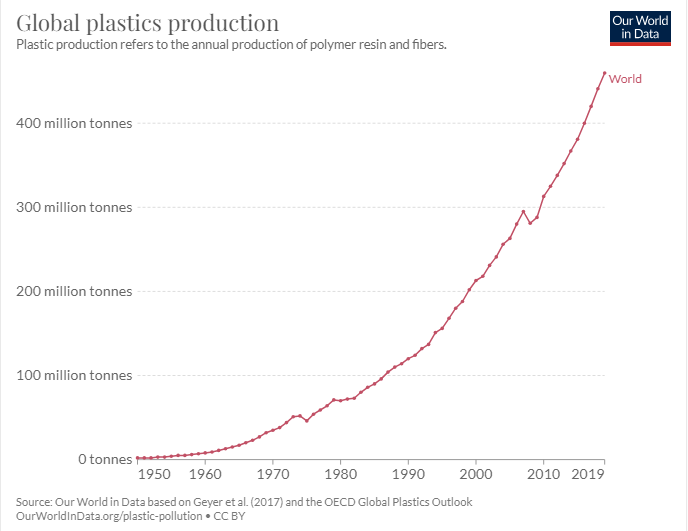 Global plastics production
Plastic production refers to the annual production of polymer resin and fibers.
Our World
in Data
World
400 million tonnes
300 million tonnes
200 million tonnes
100 million tonnes
0 tonnes
1950 1960 1970 1980 1990 2000 2010 2019
Source: Our World in Data based on Geyer et al. (2017) and the OECD Global Plastics Outlook
OurWorldInData.org/plastic-pollution • CC BY